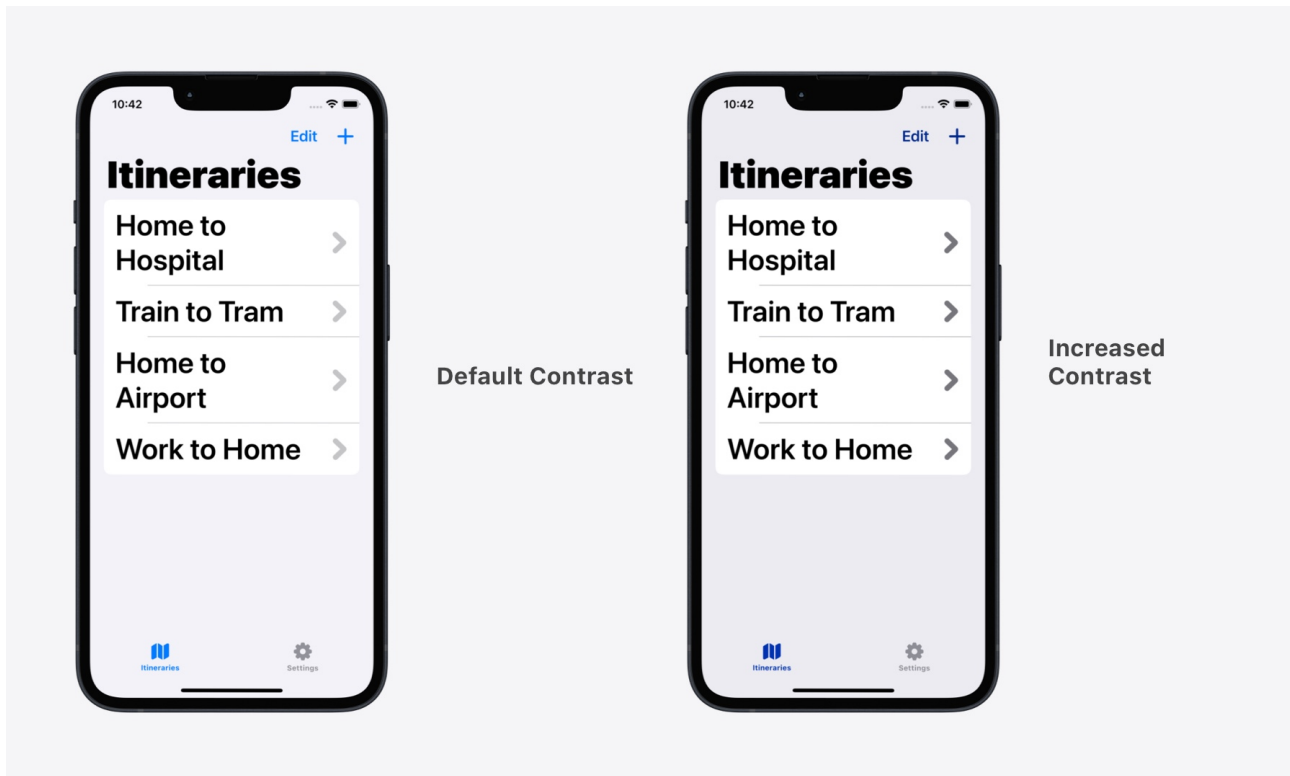 10:42
Edit +
Itineraries
Home to
Hospital
Train to Tram
Home to
Airport
Work to Home
Itineraries
Settings
Default Contrast
10:42
Edit +
Itineraries
Home to
Hospital
Train to Tram
Home to
Airport
Work to Home
Itineraries
Settings
Increased
Contrast